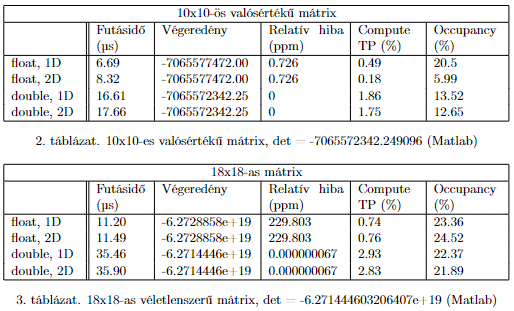 10x10-ös valósértékű mátrix
Futásidő (µs) Végeredény Relatív hiba (ppm) Compute TP (%) Occupancy (%)
float, 1D 6.69 -7065577472.00 0.726 0.49 20.5
float, 2D 8.32 -7065577472.00 0.726 0.18 5.99
double, 1D 16.61 -7065572342.25 0 1.86 13.52
double, 2D 17.66 -7065572342.25 0 1.75 12.65
2. táblázat. 10x10-es valósértékű mátrix, det = -7065572342.249096 (Matlab)
18x18-as mátrix
Futásidő (µs) Végeredény Relatív hiba (ppm) Compute TP (%) Occupancy (%)
float, 1D 11.20 -6.2728858e+19 229.803 0.74 23.36
float, 2D 11.49 -6.2728858e+19 229.803 0.76 24.52
double, 1D 35.46 -6.2714446e+19 0.000000067 2.93 22.37
double, 2D 35.90 -6.2714446e+19 0.000000067 2.83 21.89
3. táblázat. 18x18-as véletlenszerű mátrix, det = -6.271444603206407e+19 (Matlab)